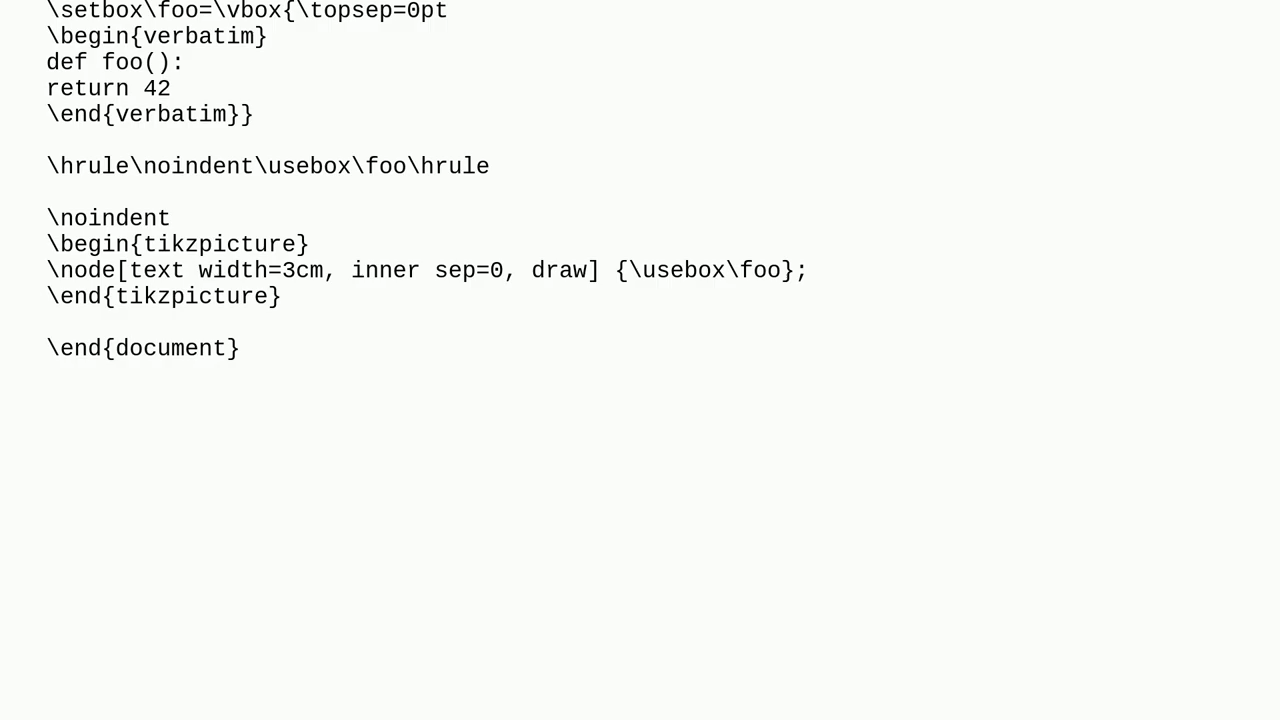 \setbox\foo=\vbox{\topsep=0pt
\begin{verbatim}
def foo():
return 42
\end{verbatim}}
\hrule\noindent\usebox\foo\hrule
\noindent
\begin{tikzpicture}
\node[text width=3cm, inner sep=0, draw] {\usebox\foo};
\end{tikzpicture}
\end{document}